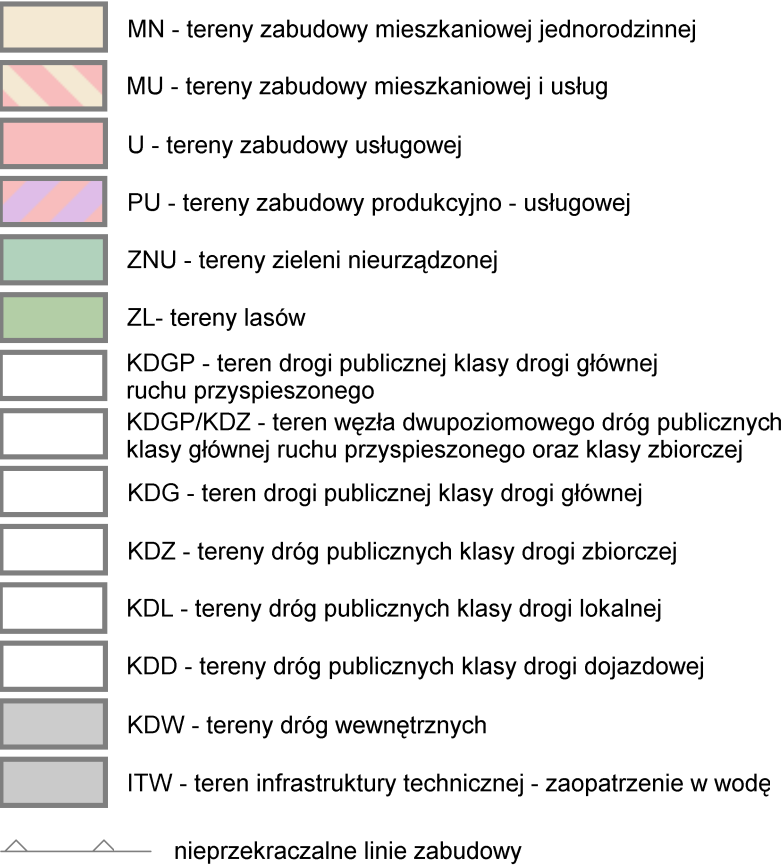 MN - tereny zabudowy mieszkaniowej jednorodzinnej
MU - tereny zabudowy mieszkaniowej i usług
U - tereny zabudowy usługowej
PU - tereny zabudowy produkcyjno - usługowej
ZNU - tereny zieleni nieurządzonej
ZL- tereny lasów
KDGP - teren drogi publicznej klasy drogi głównej
ruchu przyspieszonego
KDGP/KDZ - teren węzła dwupoziomowego dróg publicznych
klasy głównej ruchu przyspieszonego oraz klasy zbiorczej
KDG - teren drogi publicznej klasy drogi głównej
KDZ - tereny dróg publicznych klasy drogi zbiorczej
KDL - tereny dróg publicznych klasy drogi lokalnej
KDD - tereny dróg publicznych klasy drogi dojazdowej
KDW - tereny dróg wewnętrznych
ITW - teren infrastruktury technicznej - zaopatrzenie w wodę
nieprzekraczalne linie zabudowy